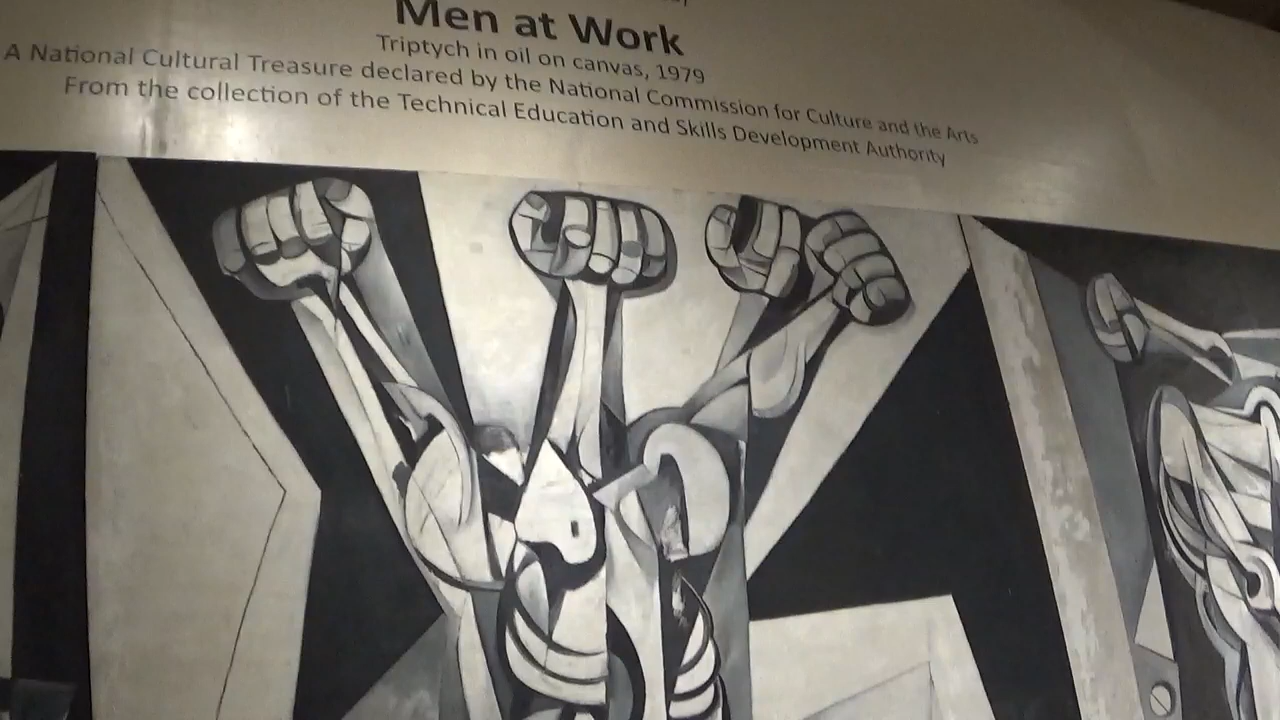 Men at Work
Triptych in oil on canvas, 1979
A National Cultural Treasure declared by the National Commission for Culture and the Arts
From the collection of the Technical Education and Skills Development Authority